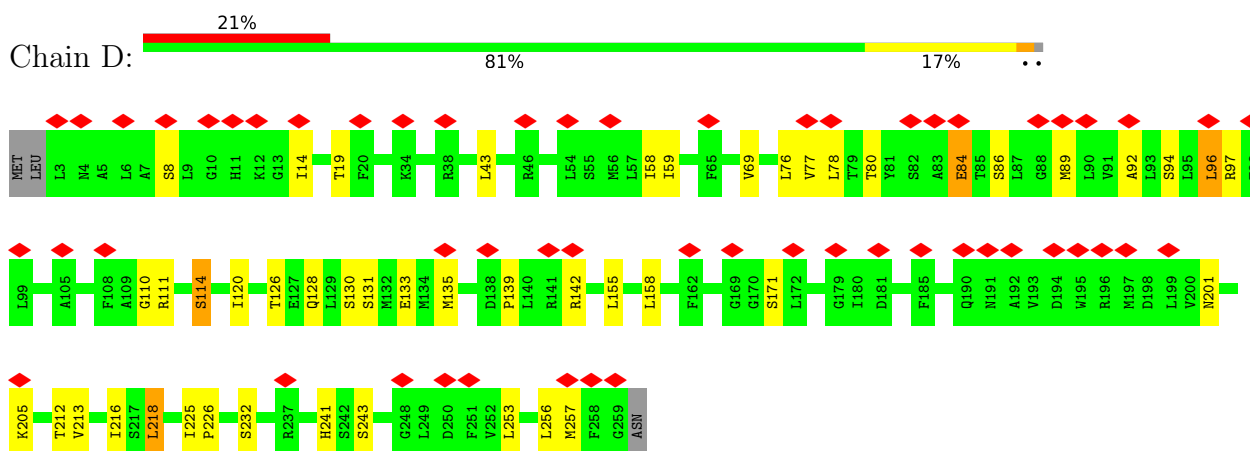 21%
Chain D:
81% 17% • •
MET LEU L3 N4 A5 L6 A7 S8 L9 G10 H11 K12 G13 I14 T19 F20 K34 R38 L43 R46 L54 S55 M56 L57 I58 I59 F65 V69 L76 V77 L78 T79 T80 Y81 S82 A83 E84 T85 S86 L87 G88 M89 L90 V91 A92 L93 S94 L95 L96 R97
L99 A105 F108 A109 G110 R111 S114 I120 T126 E127 Q128 L129 S130 S131 M132 E133 M134 M135 D138 P139 L140 R141 R142 L155 L158 F162 G169 G170 S171 L172 G179 I180 D181 F185 Q190 N191 A192 V193 D194 W195 R196 M197 D198 L199 V200 N201
K205 T212 V213 I216 S217 L218 I225 P226 S232 R237 H241 S242 S243 G248 L249 D250 F251 V252 L253 L256 M257 F258 G259 ASN